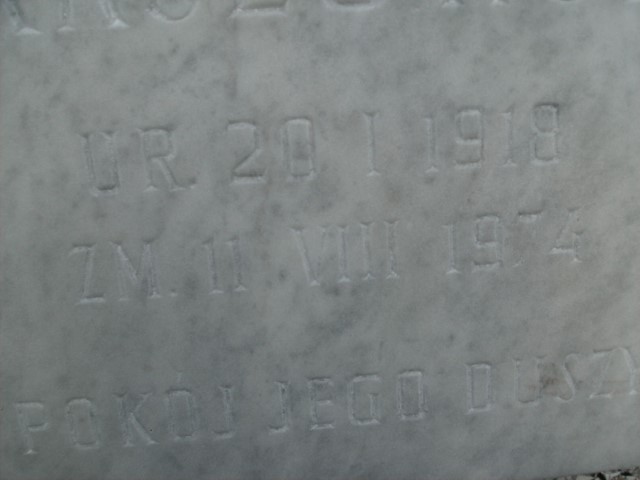 UR. 20 I 1918
ZM. 11 VIII 1974
POKÓJ JEGO DUSZY